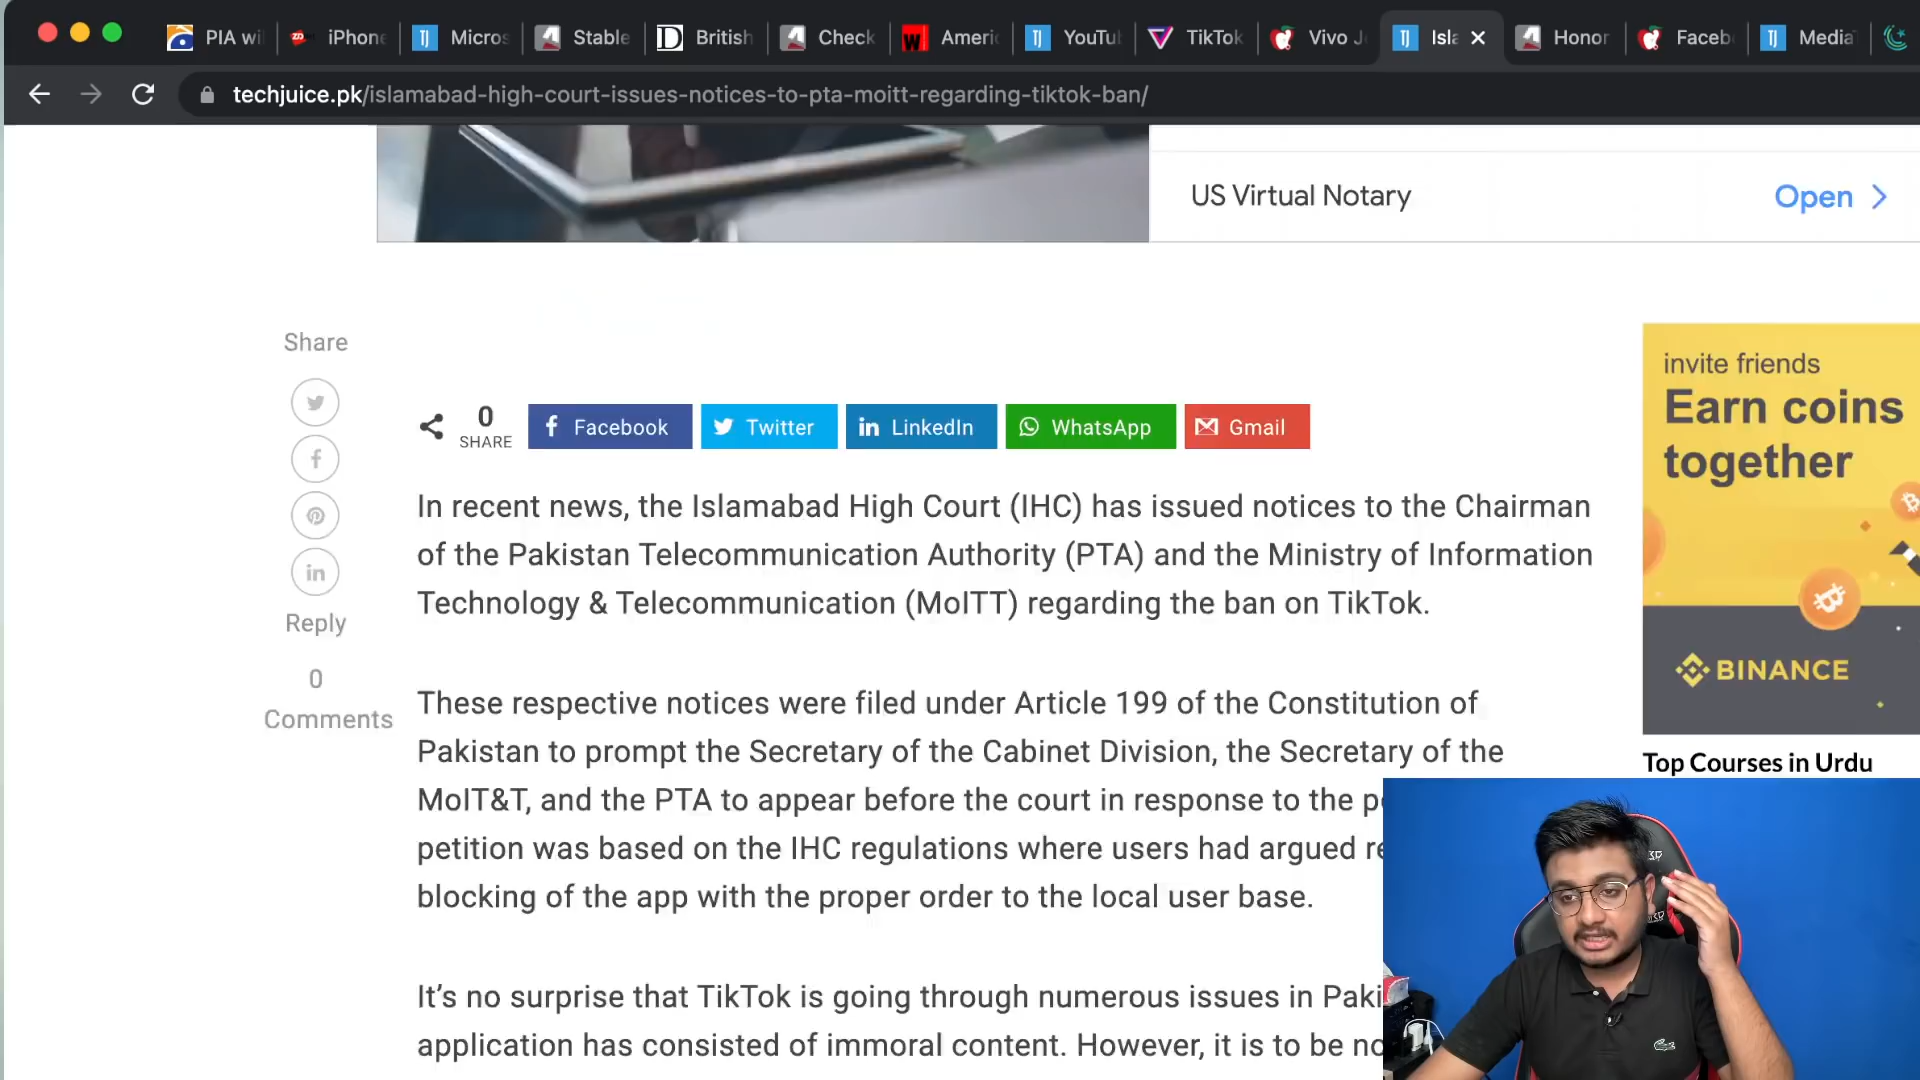 PIA wi
iPhone
Micros
Stable
British
Check
Ameri
YouTu
TikTok
Vivo J
Isla
Honor
Faceb
Media
techjuice.pk/islamabad-high-court-issues-notices-to-pta-moitt-regarding-tiktok-ban/
US Virtual Notary
Open
Share
0
SHARE
Facebook
Twitter
LinkedIn
WhatsApp
Gmail
Reply
0
Comments
In recent news, the Islamabad High Court (IHC) has issued notices to the Chairman
of the Pakistan Telecommunication Authority (PTA) and the Ministry of Information
Technology & Telecommunication (MoITT) regarding the ban on TikTok.
These respective notices were filed under Article 199 of the Constitution of
Pakistan to prompt the Secretary of the Cabinet Division, the Secretary of the
MoIT&T, and the PTA to appear before the court in response to the pe
petition was based on the IHC regulations where users had argued re
blocking of the app with the proper order to the local user base.
It’s no surprise that TikTok is going through numerous issues in Paki
application has consisted of immoral content. However, it is to be no
invite friends
Earn coins
together
BINANCE
Top Courses in Urdu